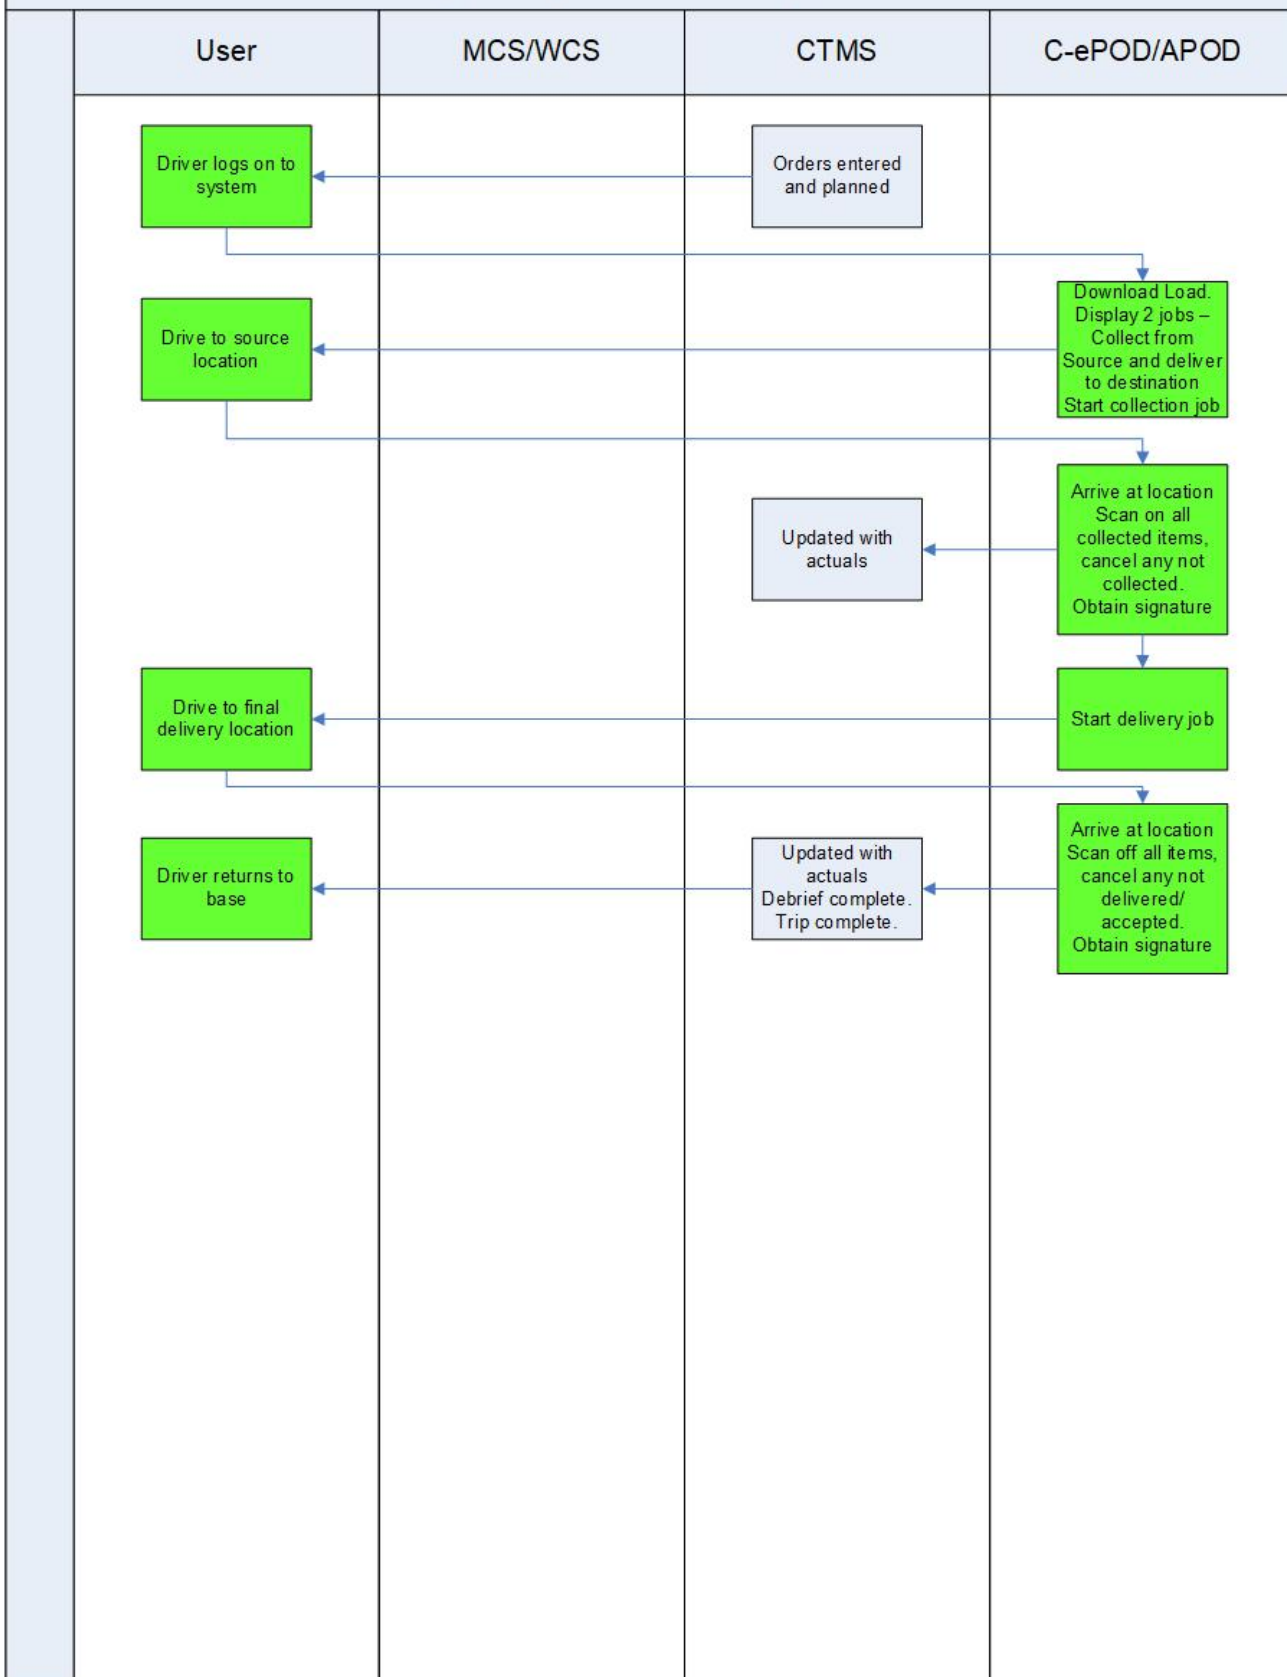 User
MCS/WCS
CTMS
C-ePOD/APOD
Driver logs on to
system
Orders entered
and planned
Download Load.
Display 2 jobs –
Collect from
Source and deliver
to destination
Start collection job
Drive to source
location
Arrive at location
Scan on all
collected items,
cancel any not
collected.
Obtain signature
Updated with
actuals
Start delivery job
Drive to final
delivery location
Arrive at location
Scan off all items,
cancel any not
delivered/
accepted.
Obtain signature
Updated with
actuals
Debrief complete.
Trip complete.
Driver returns to
base